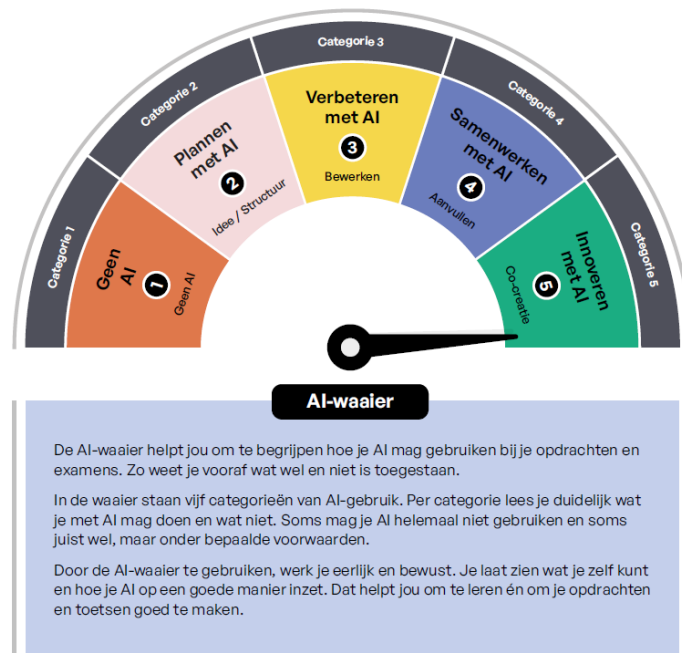 Categorie 1
Categorie 2
Categorie 3
Categorie 4
Categorie 5
Geen
AI
1
Geen AI
Plannen
met AI
2
Idee / Structuur
Verbeteren
met AI
3
Bewerken
Samenwerken
met AI
4
Aanvullen
Innoveren
met AI
5
Co-creatie
AI-waaier
De AI-waaier helpt jou om te begrijpen hoe je AI mag gebruiken bij je opdrachten en
examens. Zo weet je vooraf wat wel en niet is toegestaan.
In de waaier staan vijf categorieën van AI-gebruik. Per categorie lees je duidelijk wat
je met AI mag doen en wat niet. Soms mag je AI helemaal niet gebruiken en soms
juist wel, maar onder bepaalde voorwaarden.
Door de AI-waaier te gebruiken, werk je eerlijk en bewust. Je laat zien wat je zelf kunt
en hoe je AI op een goede manier inzet. Dat helpt jou om te leren én om je opdrachten
en toetsen goed te maken.